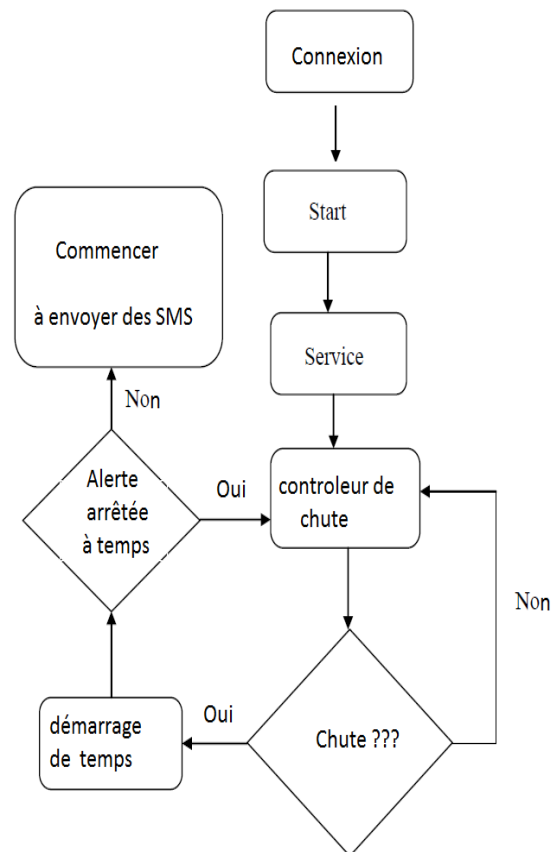 Connexion
Start
Commencer
à envoyer des SMS
Service
Non
Alerte
arrêtée
à temps
Oui
controleur de
chute
Non
démarrage
de temps
Oui
Chute ???